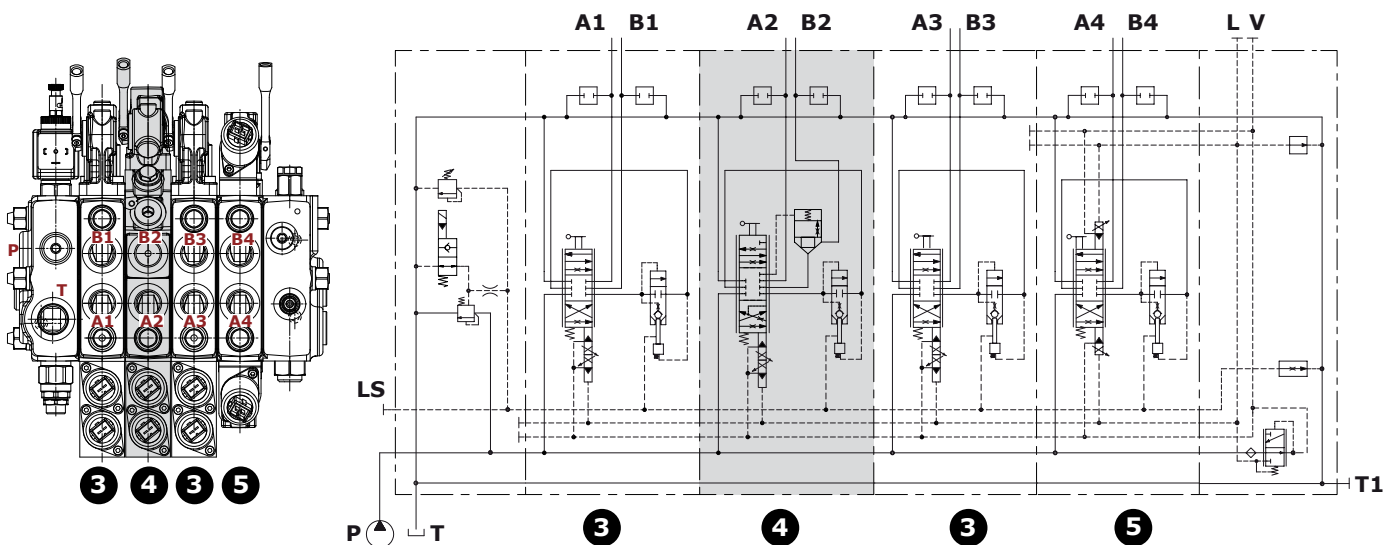 A1 B1 A2 B2 A3 B3 A4 B4 L V
B1 B2 B3 B4
P
T
A1 A2 A3 A4
LS
3 4 3 5
P T T1
3 4 3 5